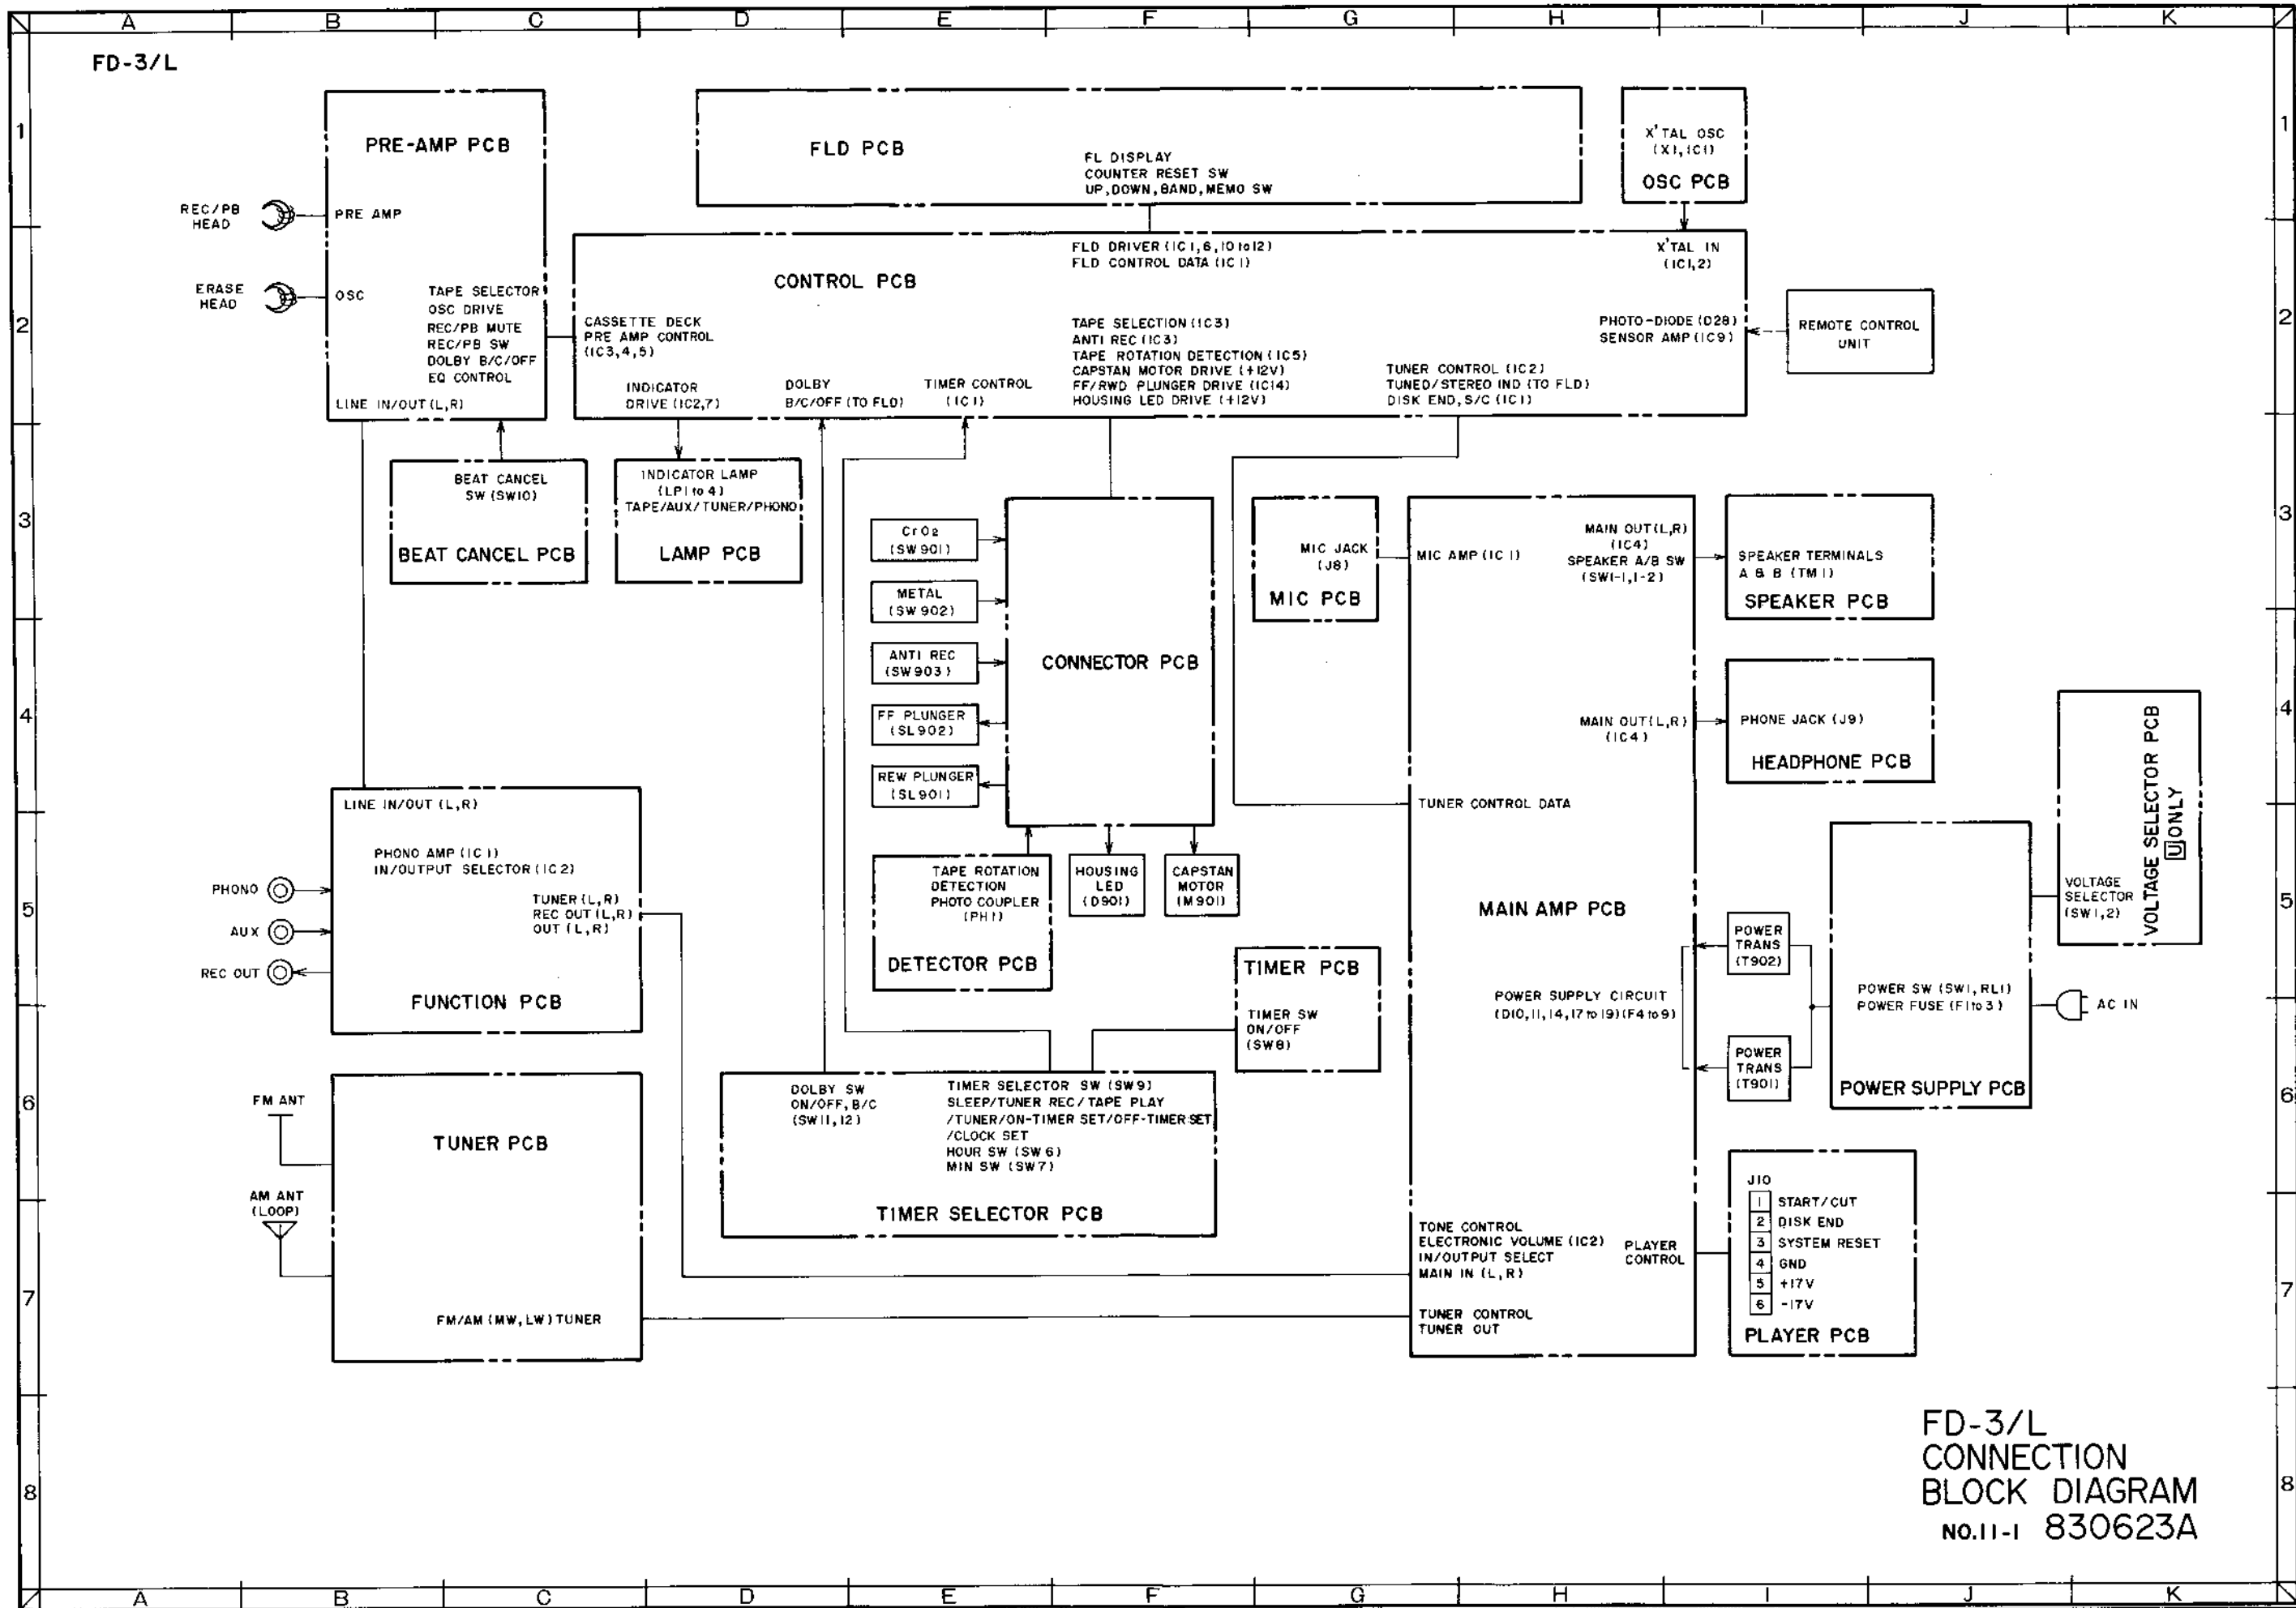 A B C D E F G H I J K
FD-3/L
1
1
PRE-AMP PCB
REC/PB
HEAD
PRE AMP
ERASE
HEAD
OSC
TAPE SELECTOR
OSC DRIVE
REC/PB MUTE
REC/PB SW
DOLBY B/C/OFF
EQ CONTROL
LINE IN/OUT (L,R)
FLD PCB
FL DISPLAY
COUNTER RESET SW
UP,DOWN,BAND,MEMO SW
X'TAL OSC
(X1,IC1)
OSC PCB
2
2
CONTROL PCB
FLD DRIVER (IC1,6,10 to 12)
FLD CONTROL DATA (IC1)
X'TAL IN
(IC1,2)
CASSETTE DECK
PRE AMP CONTROL
(IC3,4,5)
TAPE SELECTION (IC3)
ANTI REC (IC3)
TAPE ROTATION DETECTION (IC5)
CAPSTAN MOTOR DRIVE (+12V)
FF/RWD PLUNGER DRIVE (IC14)
HOUSING LED DRIVE (+12V)
PHOTO-DIODE (D28)
SENSOR AMP (IC9)
REMOTE CONTROL
UNIT
INDICATOR
DRIVE (IC2,7)
DOLBY
B/C/OFF (TO FLD)
TIMER CONTROL
(IC1)
TUNER CONTROL (IC2)
TUNED/STEREO IND (TO FLD)
DISK END, S/C (IC1)
3
3
BEAT CANCEL
SW (SW10)
BEAT CANCEL PCB
INDICATOR LAMP
(LP1 to 4)
TAPE/AUX/TUNER/PHONO
LAMP PCB
CrO2
(SW901)
METAL
(SW902)
ANTI REC
(SW903)
FF PLUNGER
(SL902)
REW PLUNGER
(SL901)
CONNECTOR PCB
MIC JACK
(J8)
MIC PCB
MIC AMP (IC1)
MAIN OUT (L,R)
(IC4)
SPEAKER A/B SW
(SW1-1,1-2)
SPEAKER TERMINALS
A & B (TM1)
SPEAKER PCB
4
4
MAIN OUT (L,R)
(IC4)
PHONE JACK (J9)
HEADPHONE PCB
TUNER CONTROL DATA
VOLTAGE SELECTOR PCB
U ONLY
VOLTAGE
SELECTOR
(SW1,2)
5
5
LINE IN/OUT (L,R)
PHONO AMP (IC1)
IN/OUTPUT SELECTOR (IC2)
PHONO
AUX
REC OUT
TUNER (L,R)
REC OUT (L,R)
OUT (L,R)
FUNCTION PCB
TAPE ROTATION
DETECTION
PHOTO COUPLER
(PH1)
DETECTOR PCB
HOUSING
LED
(D901)
CAPSTAN
MOTOR
(M901)
TIMER PCB
TIMER SW
ON/OFF
(SW8)
MAIN AMP PCB
POWER SUPPLY CIRCUIT
(D10,11,14,17 to 19)(F4 to 9)
POWER
TRANS
(T902)
POWER
TRANS
(T901)
POWER SW (SW1,RL1)
POWER FUSE (F1 to 3)
POWER SUPPLY PCB
AC IN
6
6
FM ANT
AM ANT
(LOOP)
TUNER PCB
FM/AM (MW,LW) TUNER
DOLBY SW
ON/OFF, B/C
(SW11,12)
TIMER SELECTOR SW (SW9)
SLEEP/TUNER REC/TAPE PLAY
/TUNER/ON-TIMER SET/OFF-TIMER SET
/CLOCK SET
HOUR SW (SW6)
MIN SW (SW7)
TIMER SELECTOR PCB
7
7
TONE CONTROL
ELECTRONIC VOLUME (IC2)
IN/OUTPUT SELECT
MAIN IN (L,R)
PLAYER
CONTROL
TUNER CONTROL
TUNER OUT
J10
1 START/CUT
2 DISK END
3 SYSTEM RESET
4 GND
5 +17V
6 -17V
PLAYER PCB
8
8
FD-3/L
CONNECTION
BLOCK DIAGRAM
NO.11-1 830623A
A B C D E F G H I J K